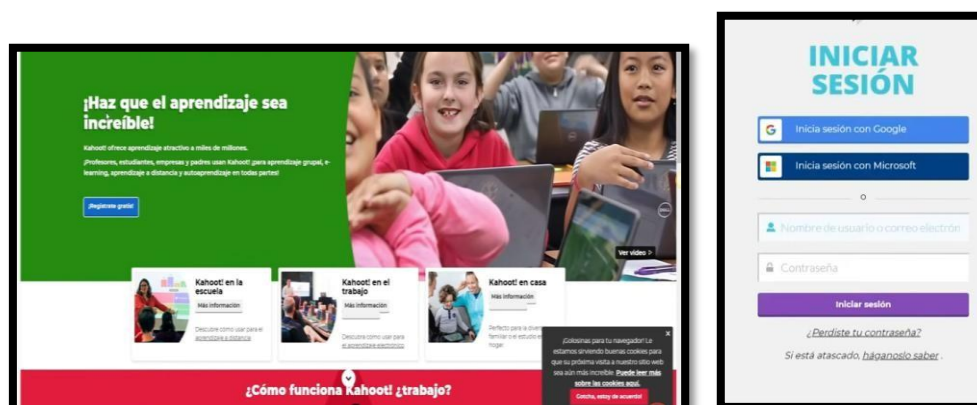 ¡Haz que el aprendizaje sea
increíble!
Kahoot! ofrece aprendizaje atractivo a miles de millones.
¡Profesores, estudiantes, empresas y padres usan Kahoot! ¡para aprendizaje grupal, e-
learning, aprendizaje a distancia y autoaprendizaje en todas partes!
¡Regístrate gratis!
Ver video >
Kahoot! en la
escuela
Más información
Descubre cómo usar para el
aprendizaje a distancia
Kahoot! en el
trabajo
Más información
Descubre cómo usar para
el aprendizaje electrónico
Kahoot! en casa
Más información
Perfecto para la
familiar o el estudio
hogar
x
¡Golosinas para tu navegador! Le
estamos sirviendo buenas cookies para
que su próxima visita a nuestro sitio web
sea aún más increíble. Puede leer más
sobre las cookies aquí.
Gotcha, estoy de acuerdo!
¿Cómo funciona Kahoot! ¿trabajo?
INICIAR
SESIÓN
Inicia sesión con Google
Inicia sesión con Microsoft
o
Nombre de usuario o correo electrón
Contraseña
Iniciar sesión
¿Perdiste tu contraseña?
Si está atascado, háganoslo saber .